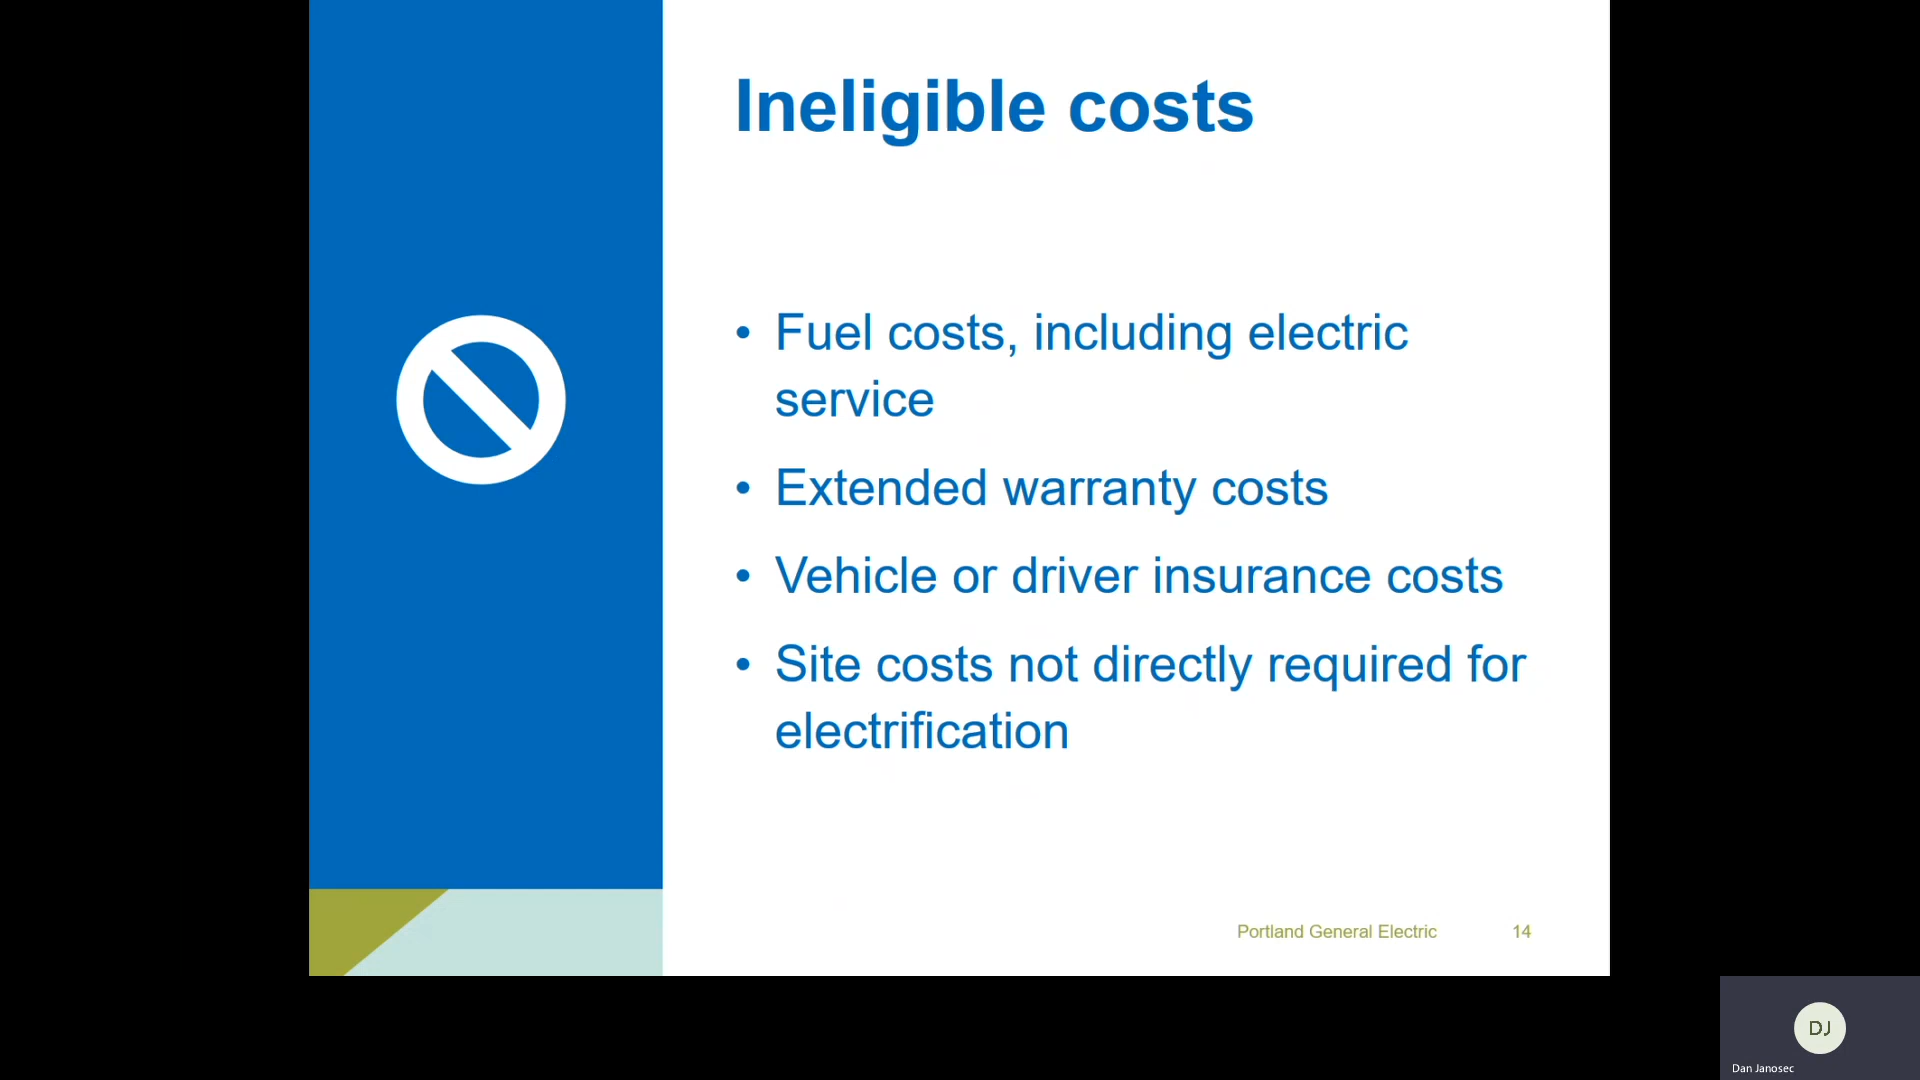 Ineligible costs
• Fuel costs, including electric
service
• Extended warranty costs
• Vehicle or driver insurance costs
• Site costs not directly required for
electrification
Portland General Electric 14
DJ
Dan Janosec